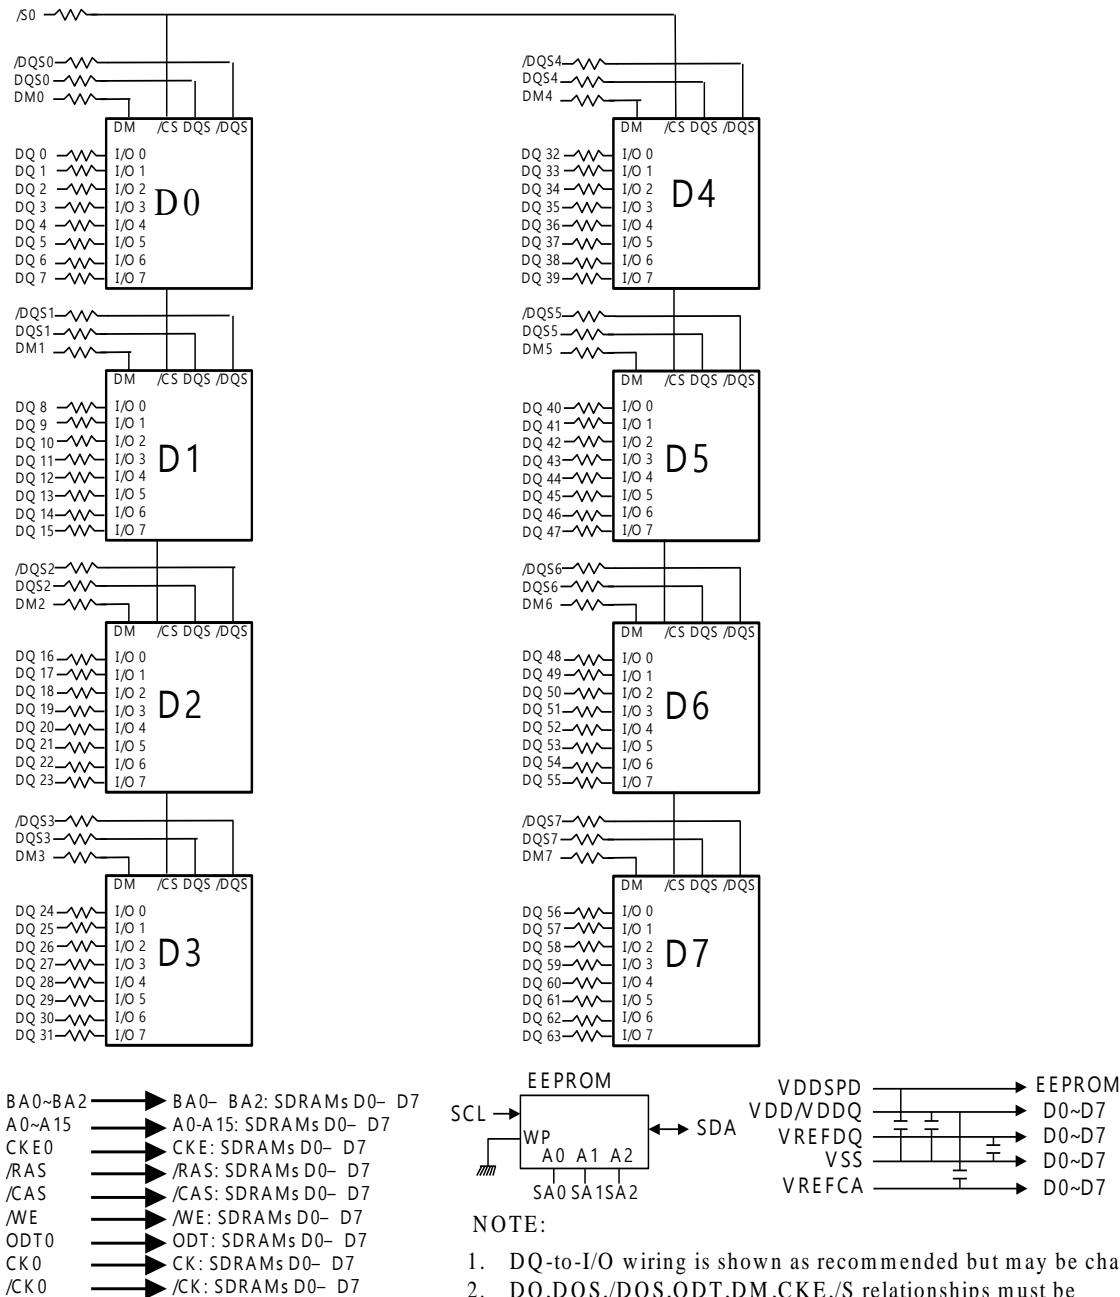 /S0
/DQS0
DQS0
DM0
DM /CS DQS /DQS
DQ 0 I/O 0
DQ 1 I/O 1
DQ 2 I/O 2
DQ 3 I/O 3
DQ 4 I/O 4
DQ 5 I/O 5
DQ 6 I/O 6
DQ 7 I/O 7
D0
/DQS1
DQS1
DM1
DM /CS DQS /DQS
DQ 8 I/O 0
DQ 9 I/O 1
DQ 10 I/O 2
DQ 11 I/O 3
DQ 12 I/O 4
DQ 13 I/O 5
DQ 14 I/O 6
DQ 15 I/O 7
D1
/DQS2
DQS2
DM2
DM /CS DQS /DQS
DQ 16 I/O 0
DQ 17 I/O 1
DQ 18 I/O 2
DQ 19 I/O 3
DQ 20 I/O 4
DQ 21 I/O 5
DQ 22 I/O 6
DQ 23 I/O 7
D2
/DQS3
DQS3
DM3
DM /CS DQS /DQS
DQ 24 I/O 0
DQ 25 I/O 1
DQ 26 I/O 2
DQ 27 I/O 3
DQ 28 I/O 4
DQ 29 I/O 5
DQ 30 I/O 6
DQ 31 I/O 7
D3
/DQS4
DQS4
DM4
DM /CS DQS /DQS
DQ 32 I/O 0
DQ 33 I/O 1
DQ 34 I/O 2
DQ 35 I/O 3
DQ 36 I/O 4
DQ 37 I/O 5
DQ 38 I/O 6
DQ 39 I/O 7
D4
/DQS5
DQS5
DM5
DM /CS DQS /DQS
DQ 40 I/O 0
DQ 41 I/O 1
DQ 42 I/O 2
DQ 43 I/O 3
DQ 44 I/O 4
DQ 45 I/O 5
DQ 46 I/O 6
DQ 47 I/O 7
D5
/DQS6
DQS6
DM6
DM /CS DQS /DQS
DQ 48 I/O 0
DQ 49 I/O 1
DQ 50 I/O 2
DQ 51 I/O 3
DQ 52 I/O 4
DQ 53 I/O 5
DQ 54 I/O 6
DQ 55 I/O 7
D6
/DQS7
DQS7
DM7
DM /CS DQS /DQS
DQ 56 I/O 0
DQ 57 I/O 1
DQ 58 I/O 2
DQ 59 I/O 3
DQ 60 I/O 4
DQ 61 I/O 5
DQ 62 I/O 6
DQ 63 I/O 7
D7
BA0~BA2 BA0– BA2: SDRAMs D0– D7
A0~A15 A0-A15: SDRAMs D0– D7
CKE0 CKE: SDRAMs D0– D7
/RAS /RAS: SDRAMs D0– D7
/CAS /CAS: SDRAMs D0– D7
/WE /WE: SDRAMs D0– D7
ODT0 ODT: SDRAMs D0– D7
CK0 CK: SDRAMs D0– D7
/CK0 /CK: SDRAMs D0– D7
EEPROM
SCL
WP
SDA
A0 A1 A2
SA0 SA1 SA2
VDDSPD EEPROM
VDD/VDDQ D0~D7
VREFDQ D0~D7
VSS D0~D7
VREFCA D0~D7
NOTE:
1. DQ-to-I/O wiring is shown as recommended but may be cha
2. DQ,DQS,/DQS,ODT,DM,CKE,/S relationships must be